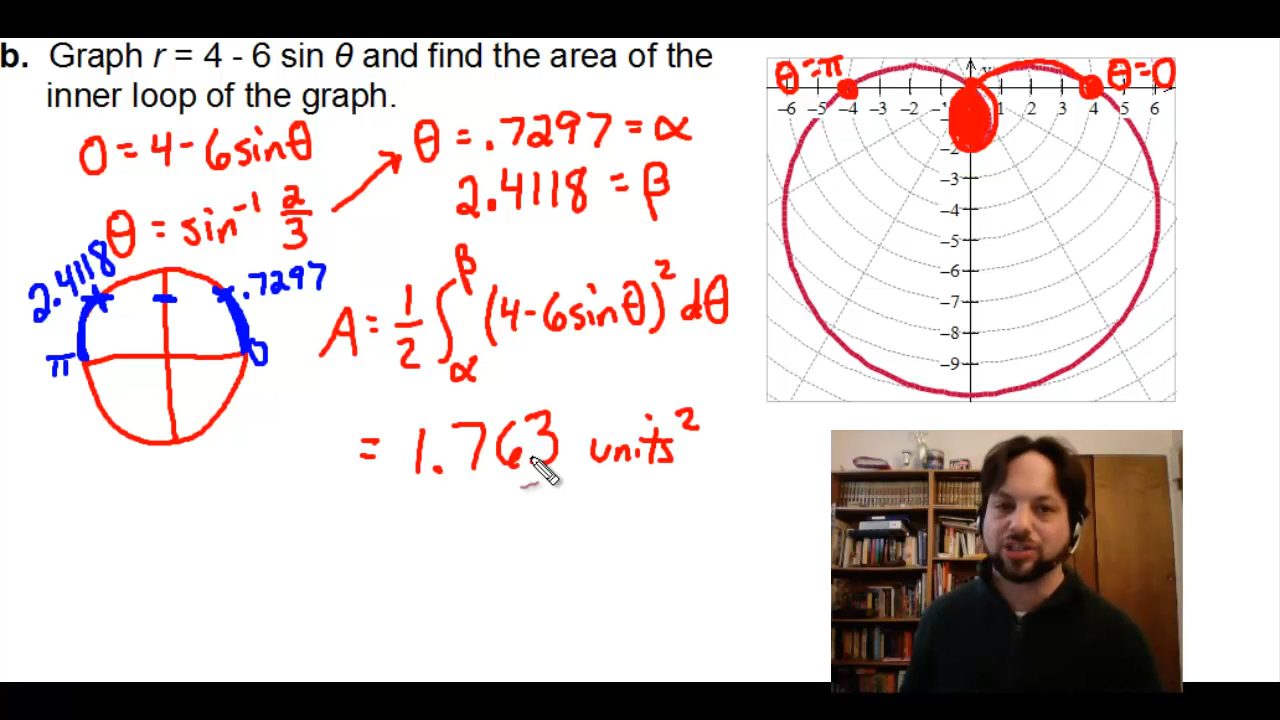 b. Graph r = 4 - 6 sin θ and find the area of the
inner loop of the graph.
0 = 4 - 6sinθ
θ = sin⁻¹ 2/3
θ = .7297 = α
2.4118 = β
2.4118
.7297
π
0
A = 1/2 ∫_α^β (4-6sinθ)² dθ
= 1.763 units²
θ=π
θ=0
y
-6 -5 -4 -3 -2 -1 1 2 3 4 5 6
-2
-3
-4
-5
-6
-7
-8
-9